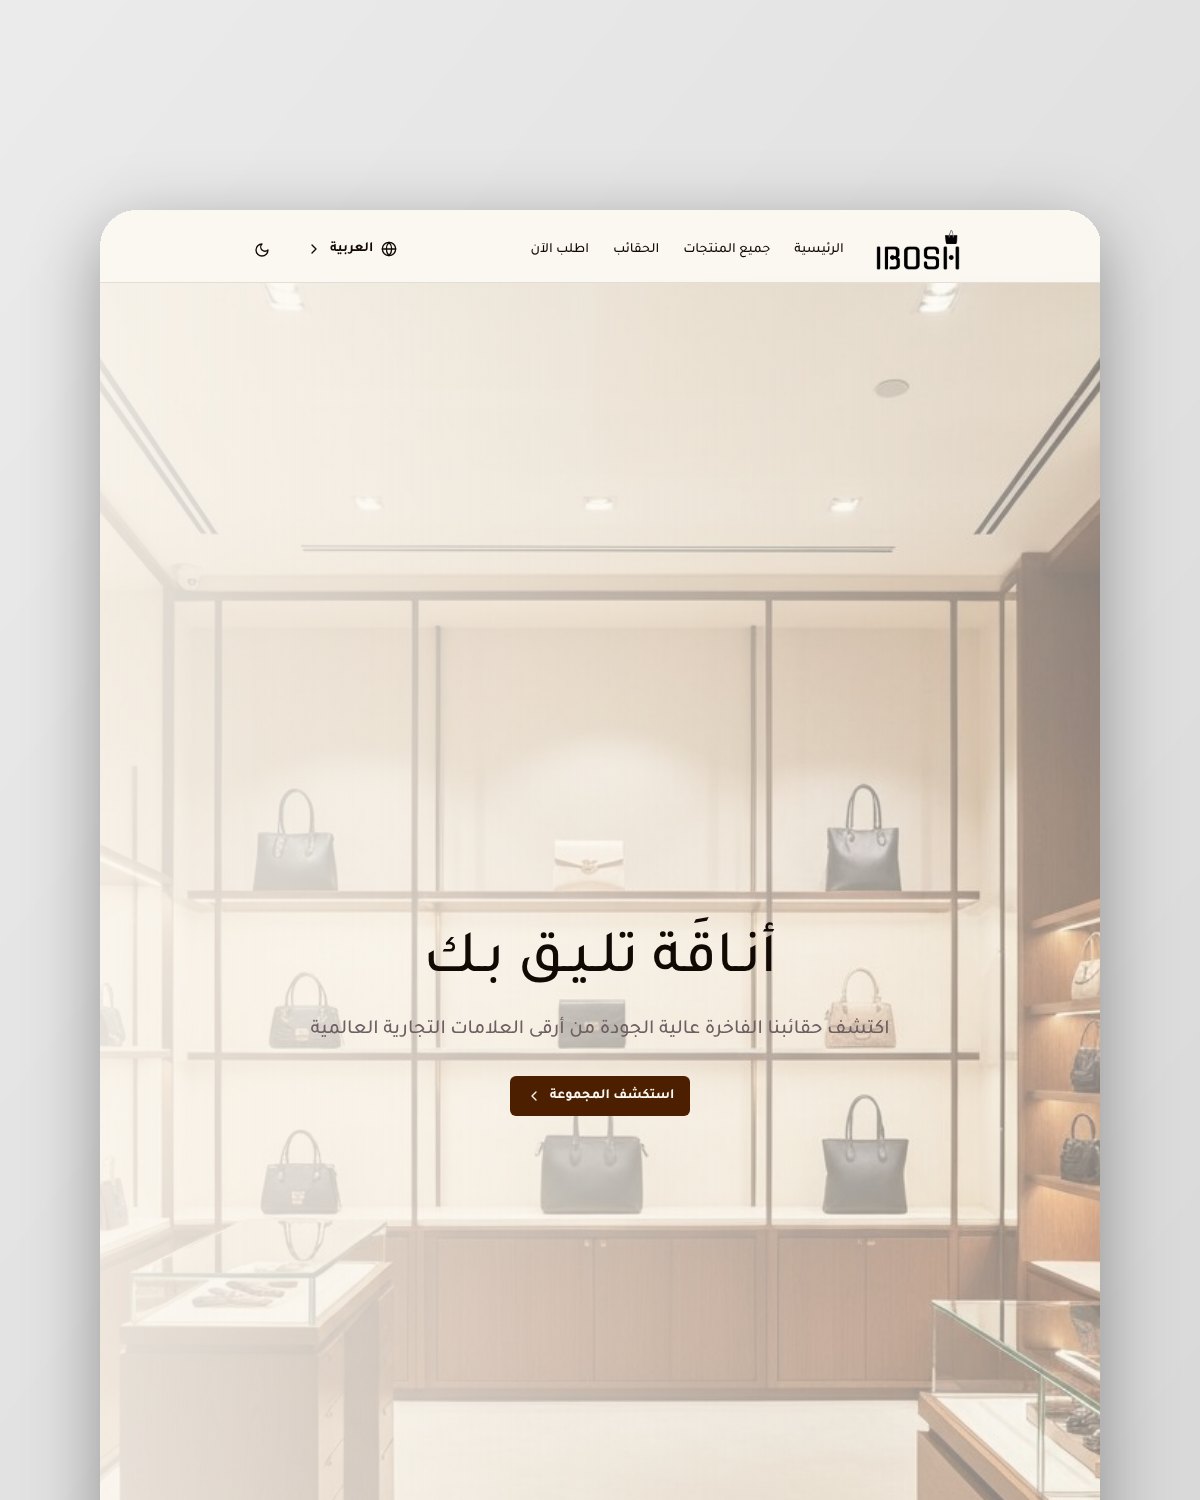 IBOSH
الرئيسية
جميع المنتجات
الحقائب
اطلب الآن
العربية
أناقَة تليق بك
اكتشف حقائبنا الفاخرة عالية الجودة من أرقى العلامات التجارية العالمية
استكشف المجموعة